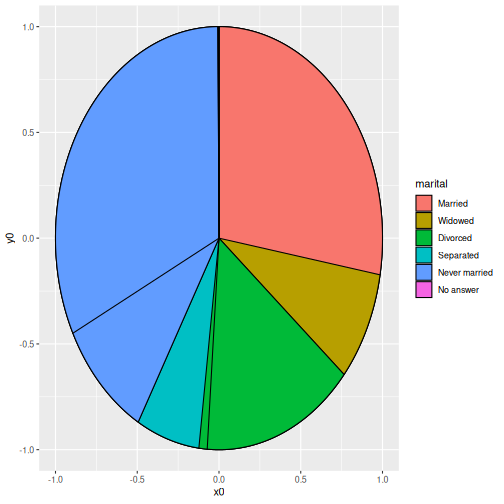 1.0
0.5
0.0
-0.5
-1.0
y0
-1.0 -0.5 0.0 0.5 1.0
x0
marital
Married
Widowed
Divorced
Separated
Never married
No answer